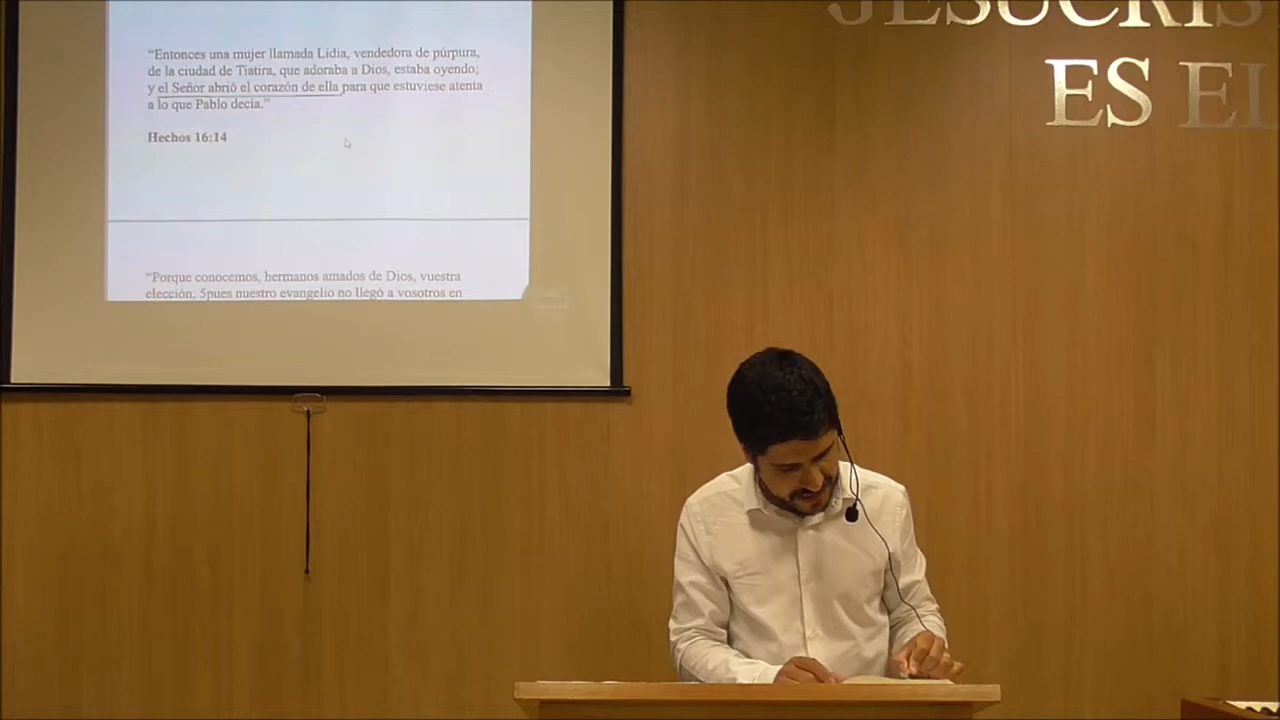 “Entonces una mujer llamada Lidia, vendedora de púrpura,
de la ciudad de Tiatira, que adoraba a Dios, estaba oyendo;
y el Señor abrió el corazón de ella para que estuviese atenta
a lo que Pablo decía.”
Hechos 16:14
“Porque conocemos, hermanos amados de Dios, vuestra
elección; 5pues nuestro evangelio no llegó a vosotros en
JESUCRIS
ES EL